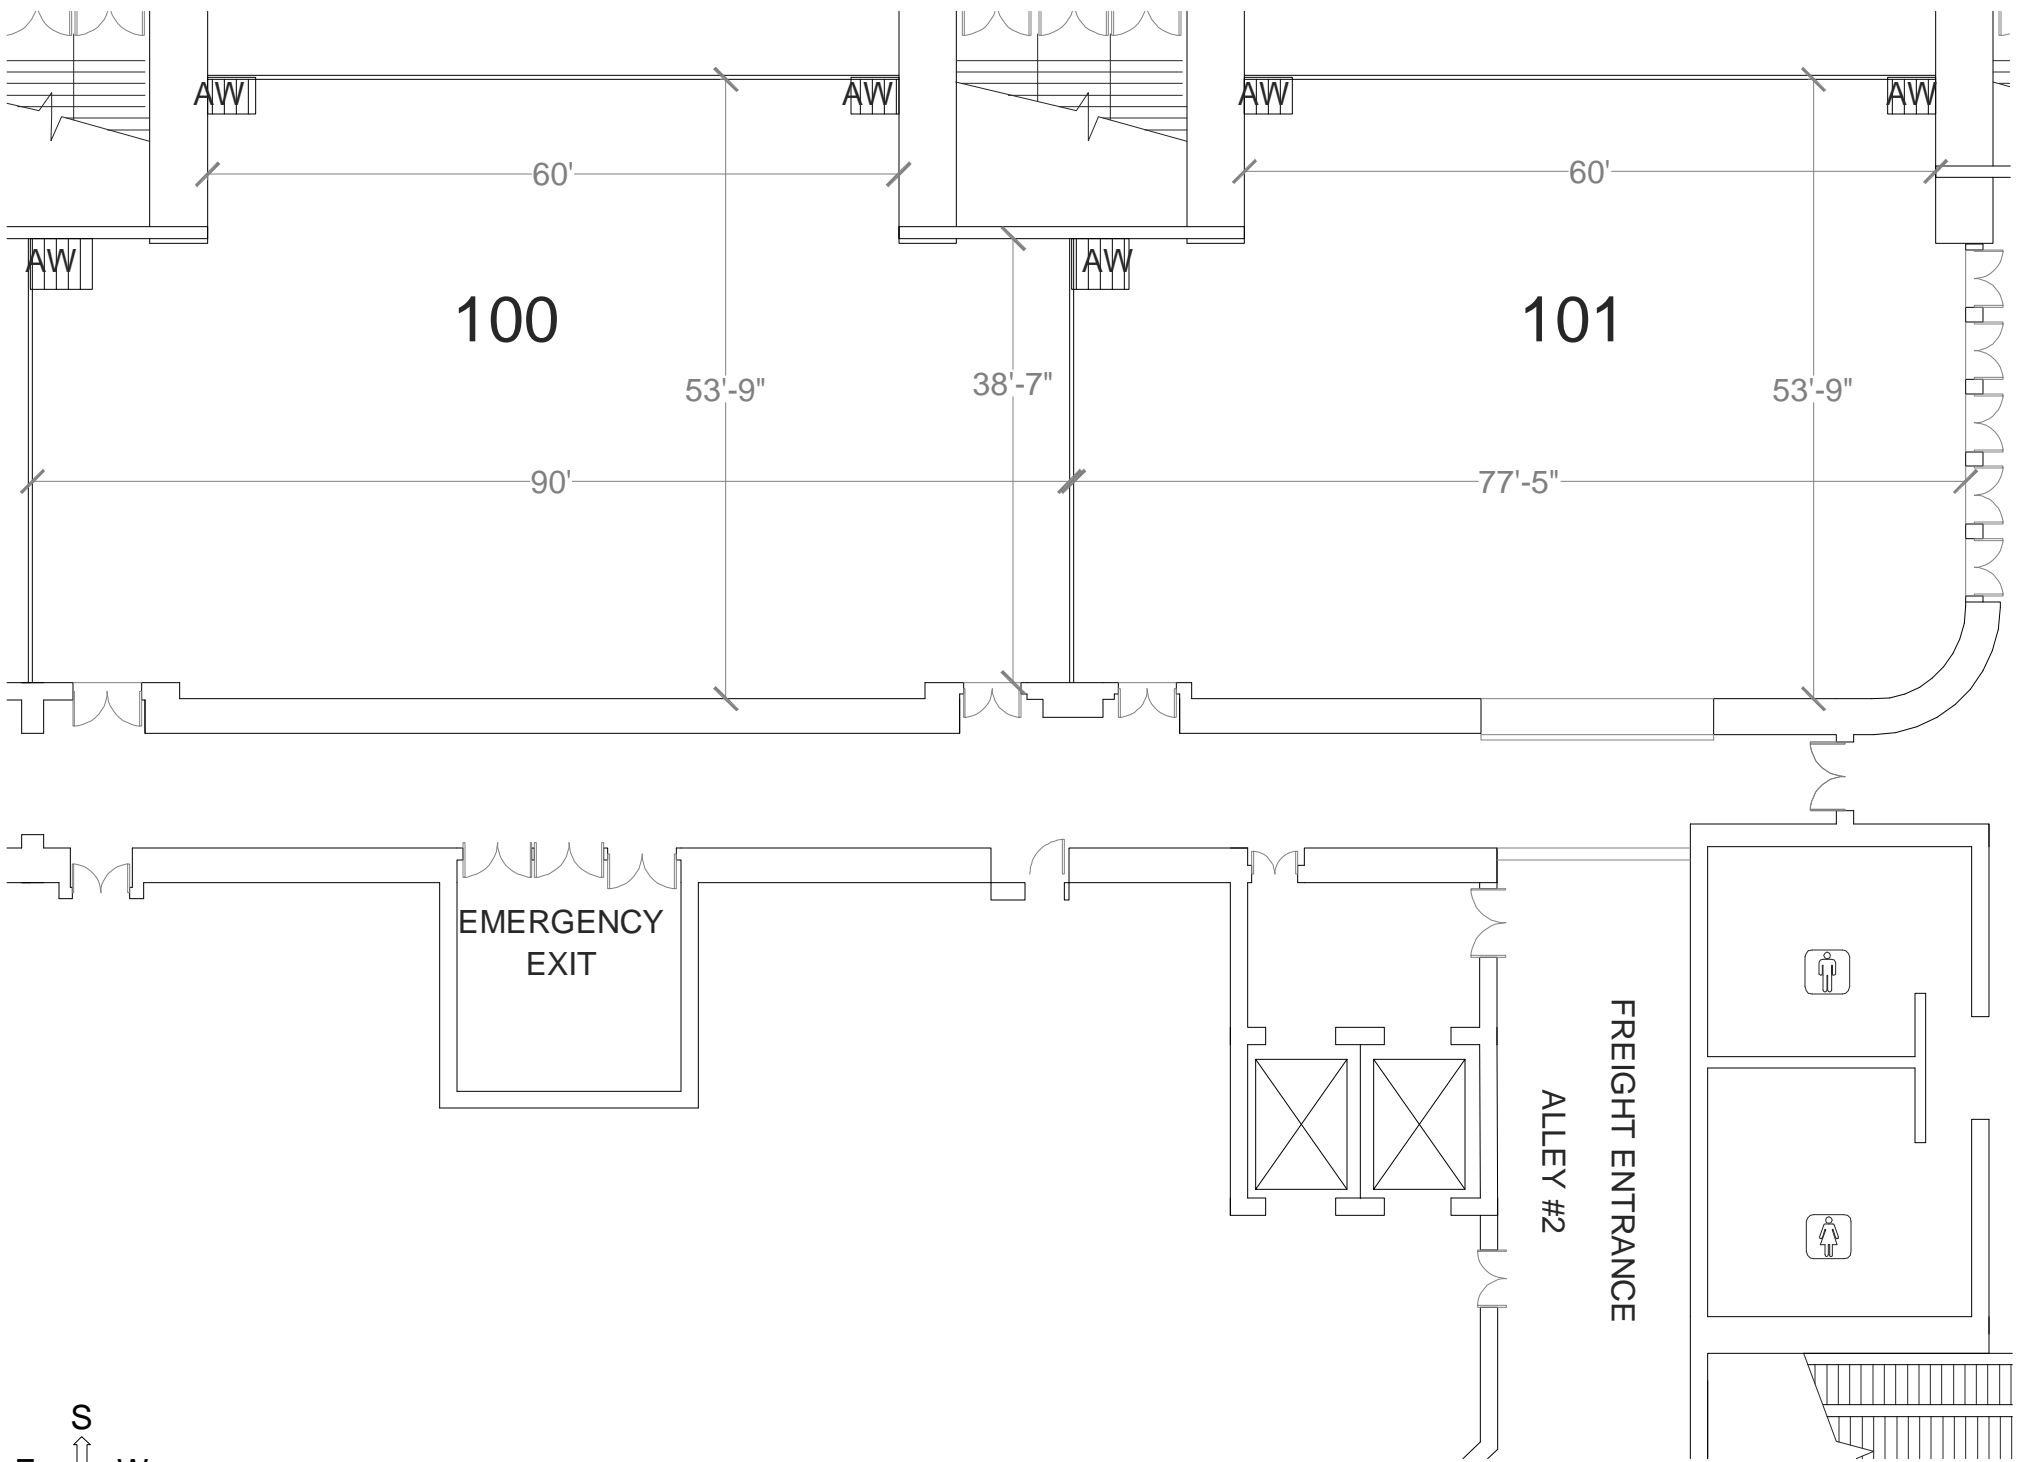 AW
AW
AW
AW
60'
60'
AW
AW
100
101
53'-9"
38'-7"
53'-9"
90'
77'-5"
EMERGENCY
EXIT
FREIGHT ENTRANCE
ALLEY #2
S
E
W